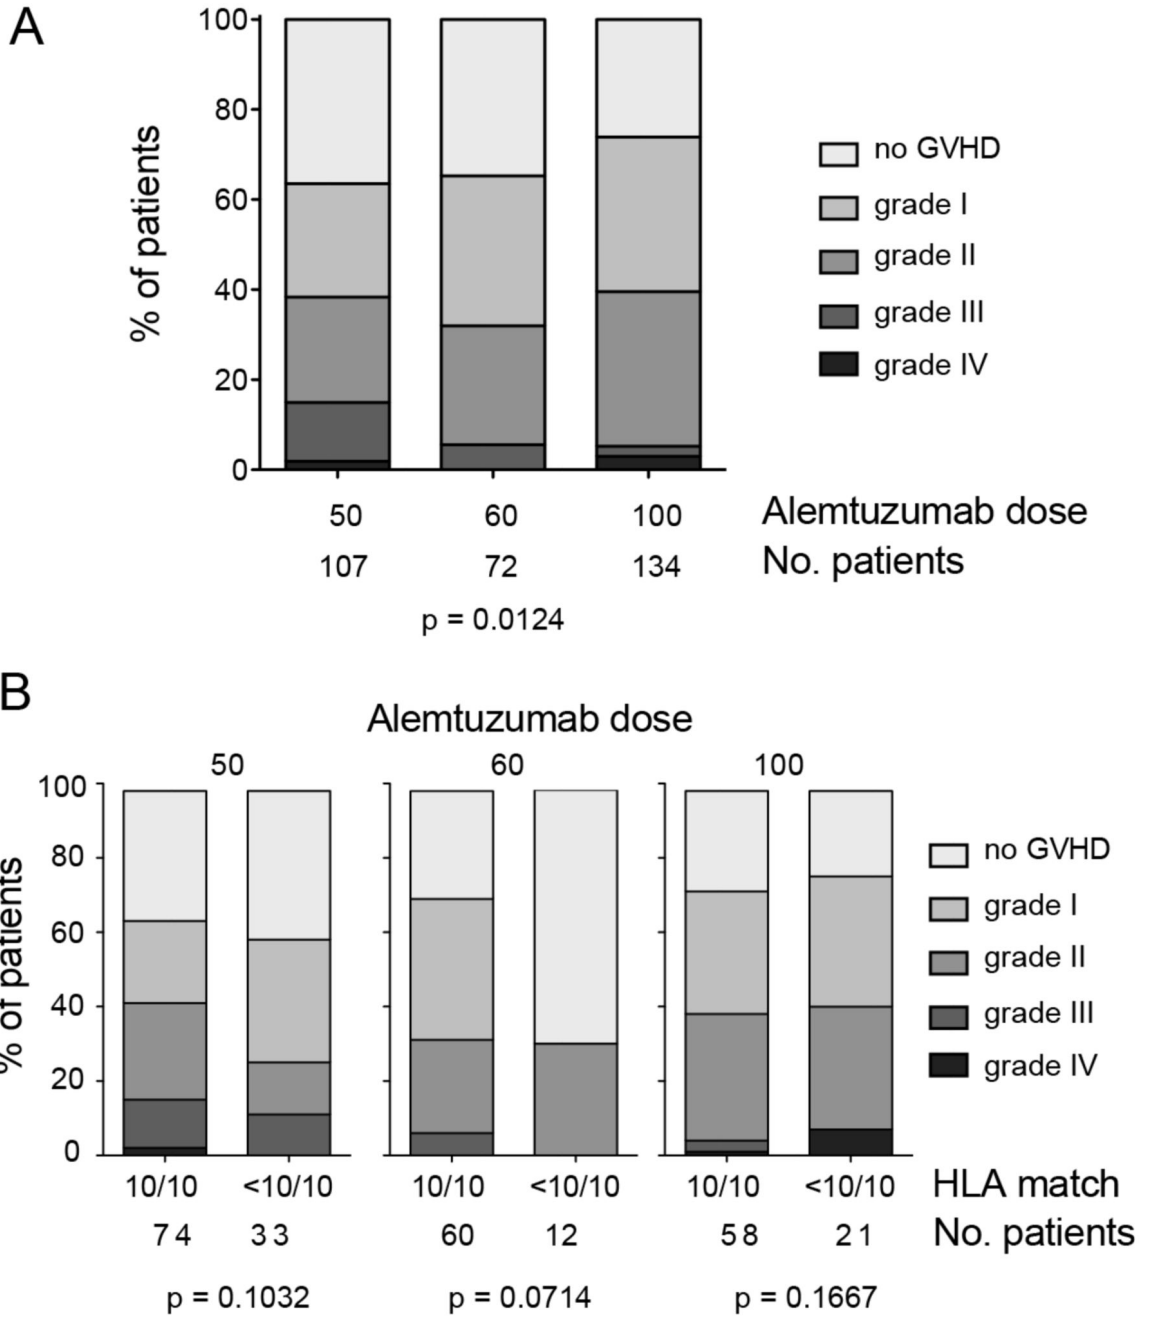 A
100
80
60
40
20
0
% of patients
no GVHD
grade I
grade II
grade III
grade IV
50 60 100 Alemtuzumab dose
107 72 134 No. patients
p = 0.0124
B
Alemtuzumab dose
50 60 100
100
80
60
40
20
0
% of patients
no GVHD
grade I
grade II
grade III
grade IV
10/10 <10/10 10/10 <10/10 10/10 <10/10 HLA match
74 33 60 12 58 21 No. patients
p = 0.1032 p = 0.0714 p = 0.1667